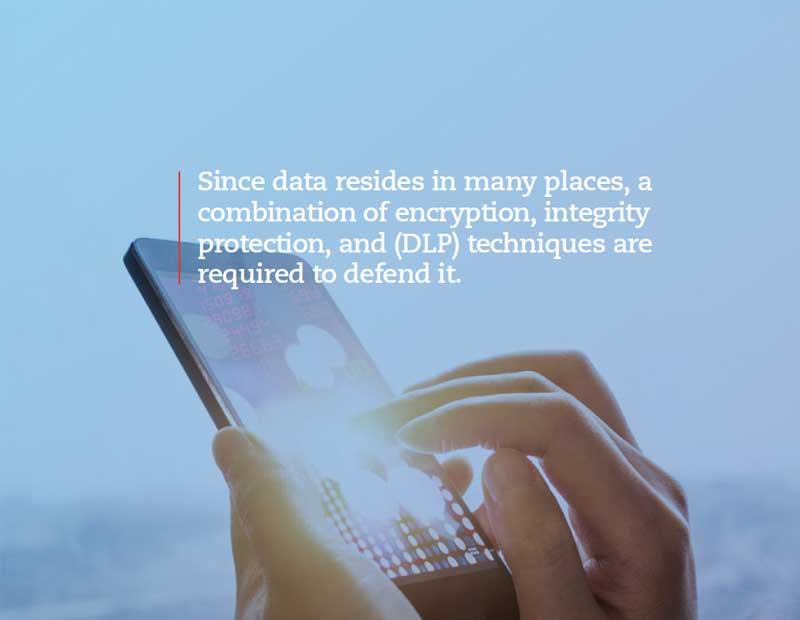 Since data resides in many places, a
combination of encryption, integrity
protection, and (DLP) techniques are
required to defend it.